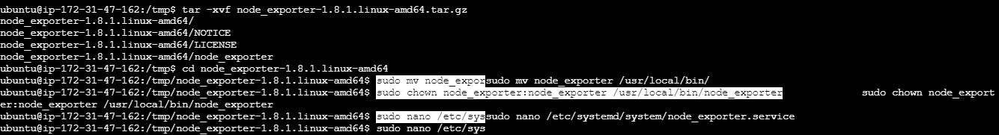 ubuntu@ip-172-31-47-162:/tmp$ tar -xvf node_exporter-1.8.1.linux-amd64.tar.gz
node_exporter-1.8.1.linux-amd64/
node_exporter-1.8.1.linux-amd64/NOTICE
node_exporter-1.8.1.linux-amd64/LICENSE
node_exporter-1.8.1.linux-amd64/node_exporter
ubuntu@ip-172-31-47-162:/tmp$ cd node_exporter-1.8.1.linux-amd64
ubuntu@ip-172-31-47-162:/tmp/node_exporter-1.8.1.linux-amd64$ sudo mv node_exporsudo mv node_exporter /usr/local/bin/
ubuntu@ip-172-31-47-162:/tmp/node_exporter-1.8.1.linux-amd64$ sudo chown node_exporter:node_exporter /usr/local/bin/node_exporter sudo chown node_export
er:node_exporter /usr/local/bin/node_exporter
ubuntu@ip-172-31-47-162:/tmp/node_exporter-1.8.1.linux-amd64$ sudo nano /etc/syssudo nano /etc/systemd/system/node_exporter.service
ubuntu@ip-172-31-47-162:/tmp/node_exporter-1.8.1.linux-amd64$ sudo nano /etc/sys